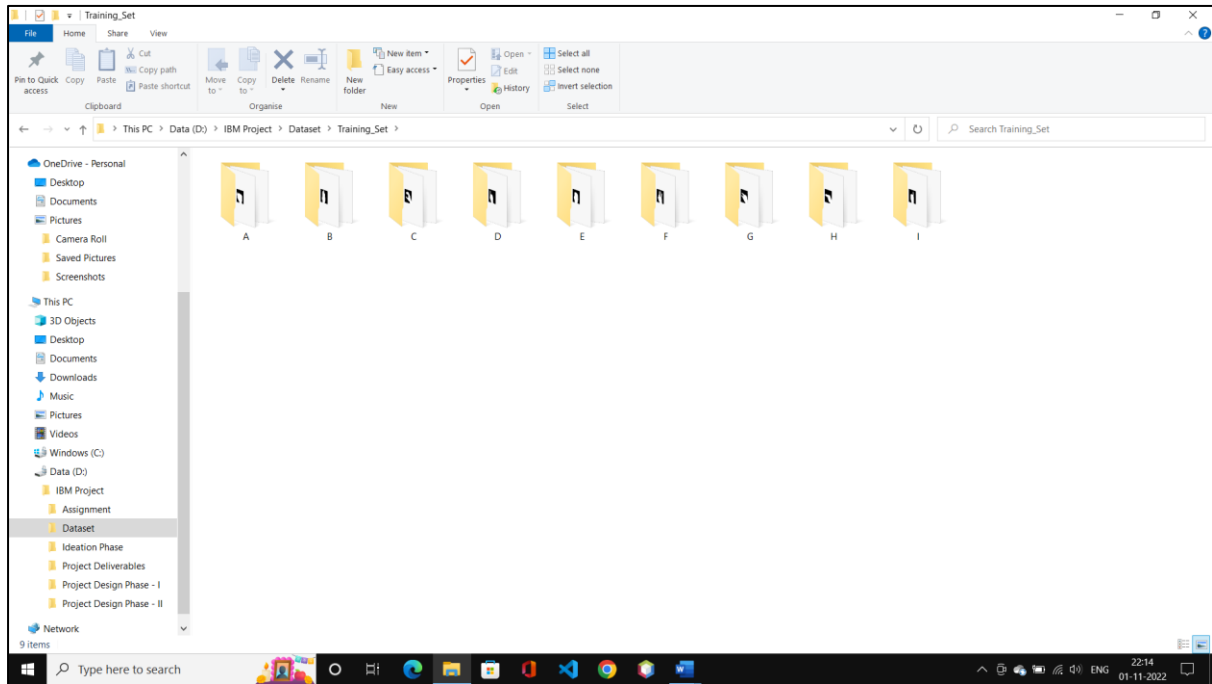 Training_Set
File Home Share View
Pin to Quick access
Copy
Paste
Cut
Copy path
Paste shortcut
Clipboard
Move to
Copy to
Delete
Rename
Organise
New folder
New item
Easy access
New
Properties
Open
Edit
History
Open
Select all
Select none
Invert selection
Select
This PC > Data (D:) > IBM Project > Dataset > Training_Set >
Search Training_Set
OneDrive - Personal
Desktop
Documents
Pictures
Camera Roll
Saved Pictures
Screenshots
This PC
3D Objects
Desktop
Documents
Downloads
Music
Pictures
Videos
Windows (C:)
Data (D:)
IBM Project
Assignment
Dataset
Ideation Phase
Project Deliverables
Project Design Phase - I
Project Design Phase - II
Network
A B C D E F G H I
9 items
Type here to search
ENG
22:14
01-11-2022